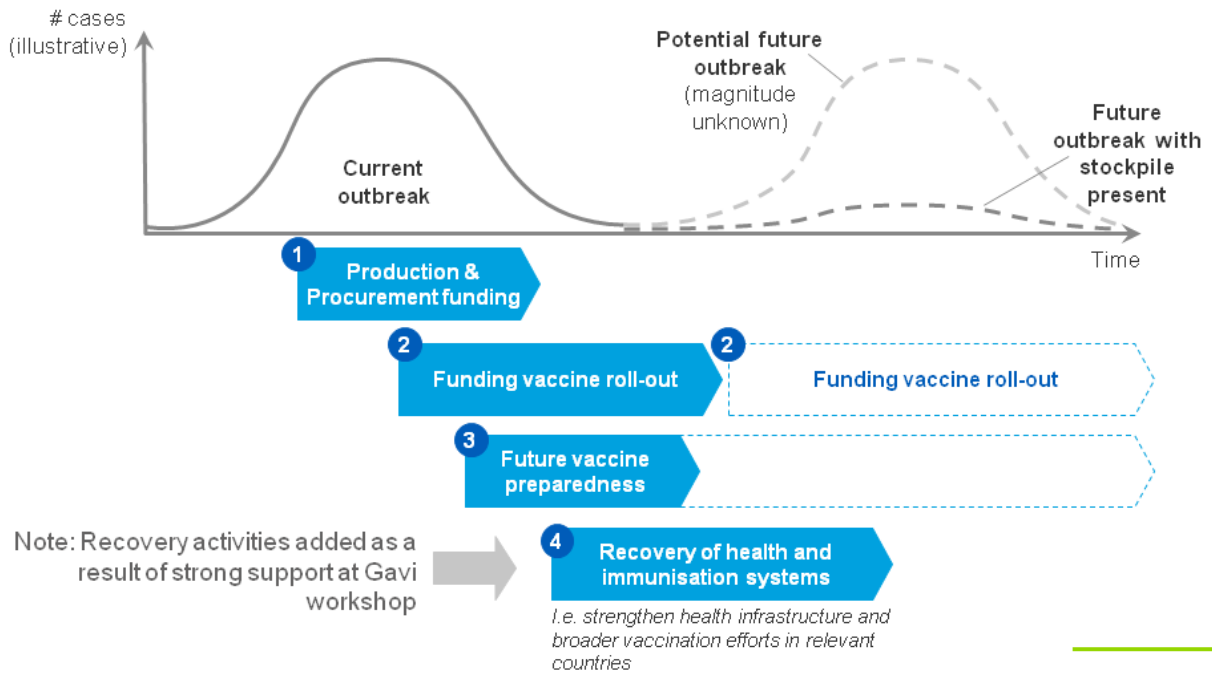 # cases
(illustrative)
Potential future
outbreak
(magnitude
unknown)
Future
outbreak with
stockpile
present
Current
outbreak
Time
1
Production &
Procurement funding
2
Funding vaccine roll-out
2
Funding vaccine roll-out
3
Future vaccine
preparedness
Note: Recovery activities added as a
result of strong support at Gavi
workshop
4
Recovery of health and
immunisation systems
I.e. strengthen health infrastructure and
broader vaccination efforts in relevant
countries